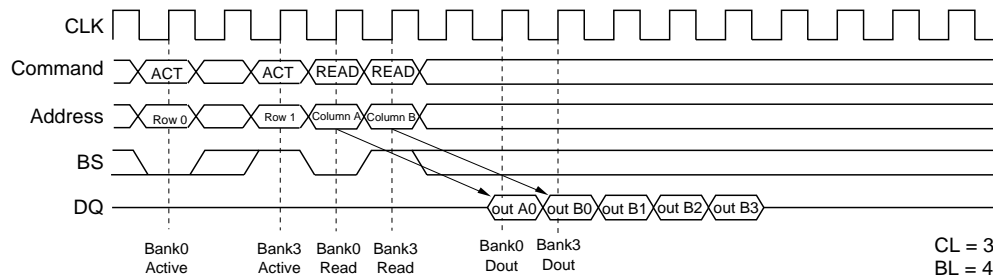 CLK
Command ACT ACT READ READ
Address Row 0 Row 1 Column A Column B
BS
DQ out A0 out B0 out B1 out B2 out B3
Bank0 Active
Bank3 Active
Bank0 Read
Bank3 Read
Bank0 Dout
Bank3 Dout
CL = 3
BL = 4